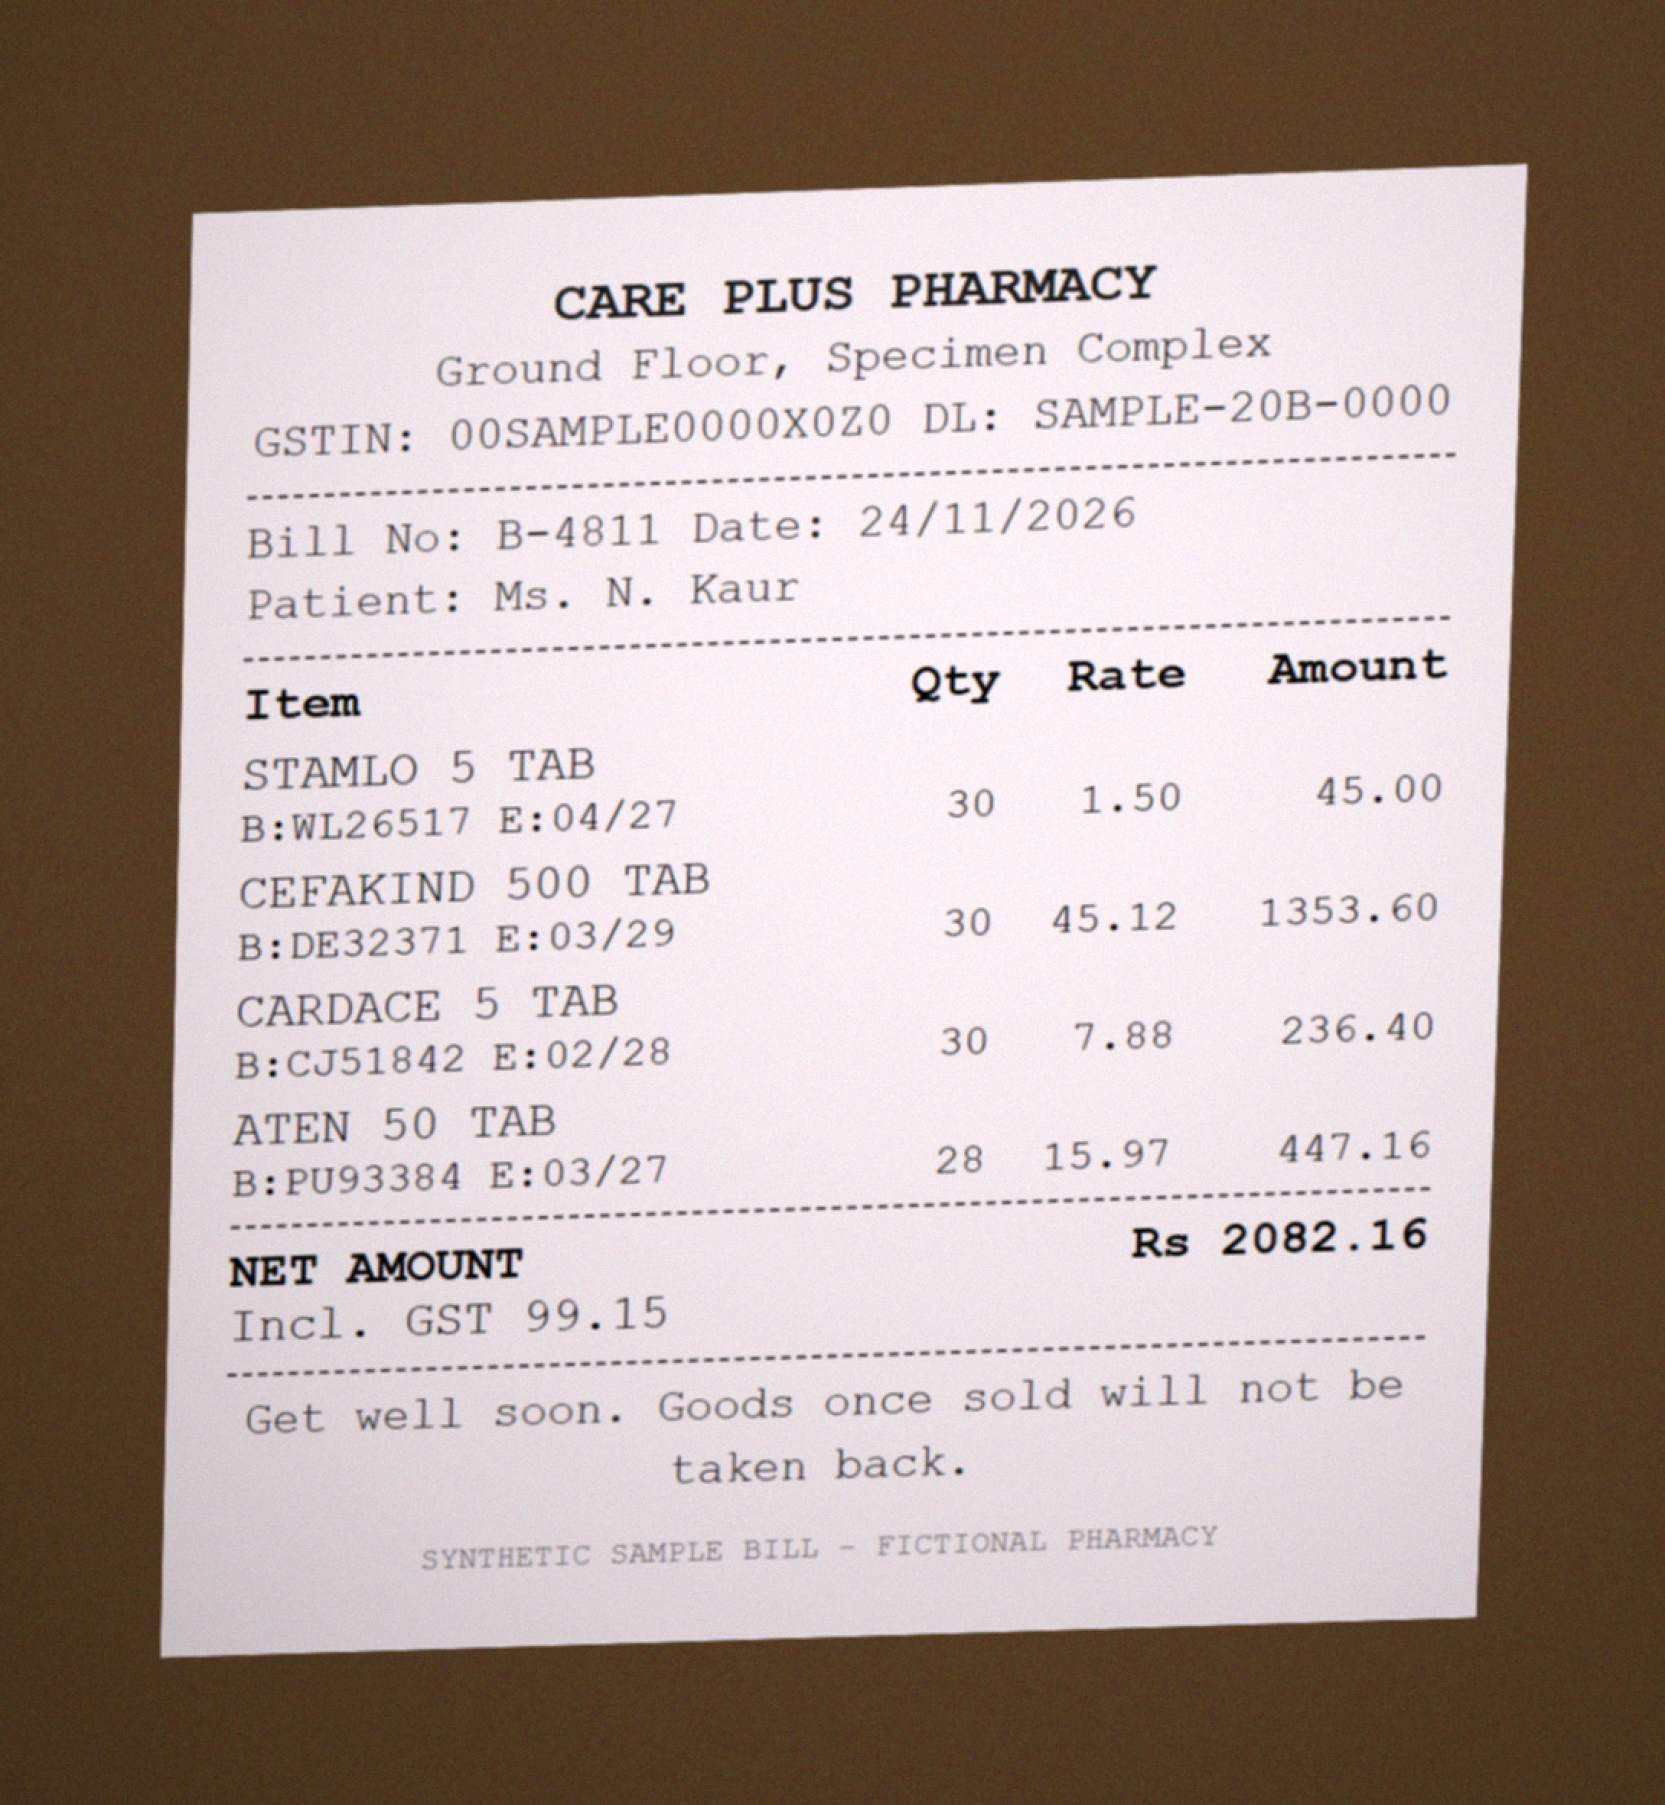 CARE PLUS PHARMACY
Ground Floor, Specimen Complex
GSTIN: 00SAMPLE0000X0Z0 DL: SAMPLE-20B-0000
Bill No: B-4811 Date: 24/11/2026
Patient: Ms. N. Kaur
Item Qty Rate Amount
STAMLO 5 TAB
B:WL26517 E:04/27 30 1.50 45.00
CEFAKIND 500 TAB
B:DE32371 E:03/29 30 45.12 1353.60
CARDACE 5 TAB
B:CJ51842 E:02/28 30 7.88 236.40
ATEN 50 TAB
B:PU93384 E:03/27 28 15.97 447.16
NET AMOUNT Rs 2082.16
Incl. GST 99.15
Get well soon. Goods once sold will not be
taken back.
SYNTHETIC SAMPLE BILL - FICTIONAL PHARMACY